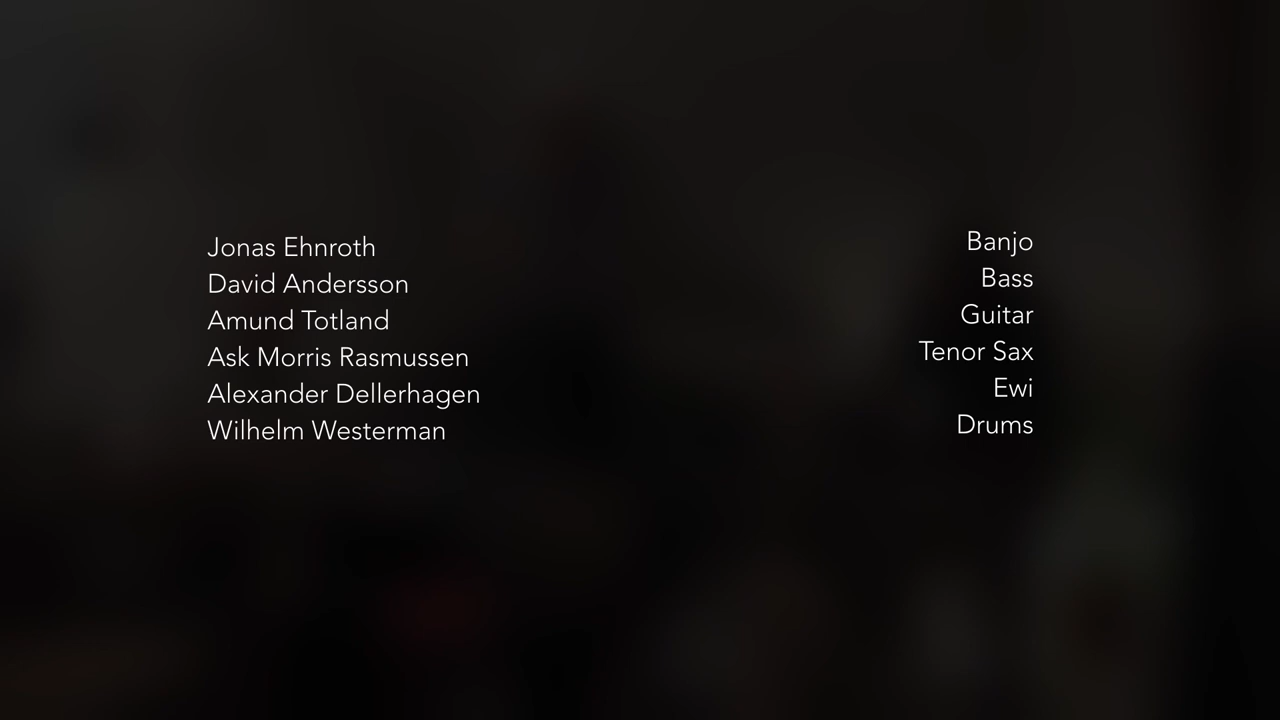 Jonas Ehnroth Banjo
David Andersson Bass
Amund Totland Guitar
Ask Morris Rasmussen Tenor Sax
Alexander Dellerhagen Ewi
Wilhelm Westerman Drums